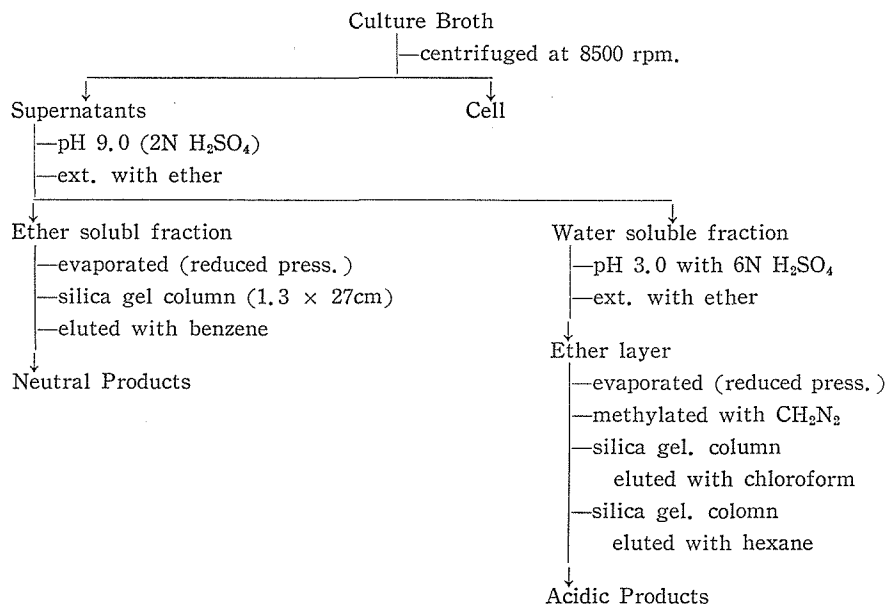 Culture Broth
—centrifuged at 8500 rpm.
Supernatants
Cell
—pH 9.0 (2N H₂SO₄)
—ext. with ether
Ether solubl fraction
—evaporated (reduced press.)
—silica gel column (1.3 × 27cm)
—eluted with benzene
Neutral Products
Water soluble fraction
—pH 3.0 with 6N H₂SO₄
—ext. with ether
Ether layer
—evaporated (reduced press.)
—methylated with CH₂N₂
—silica gel. column
eluted with chloroform
—silica gel. colomn
eluted with hexane
Acidic Products